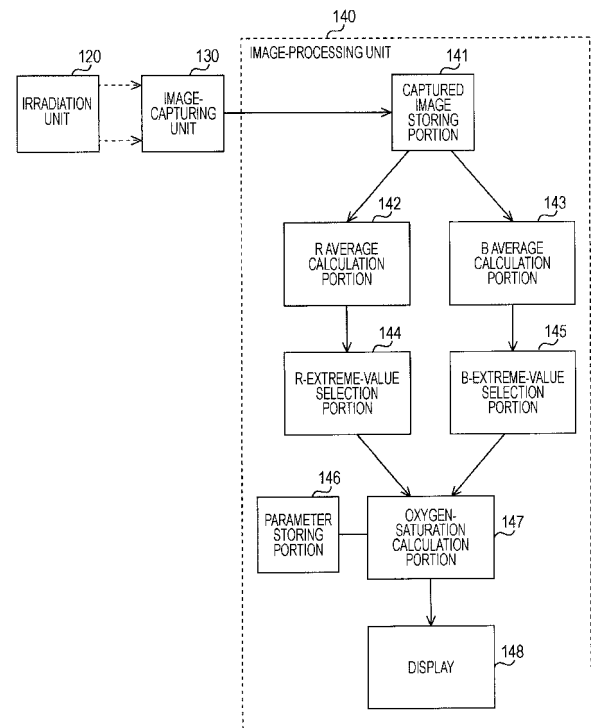 140
IMAGE-PROCESSING UNIT
120
IRRADIATION
UNIT
130
IMAGE-
CAPTURING
UNIT
141
CAPTURED
IMAGE
STORING
PORTION
142
R AVERAGE
CALCULATION
PORTION
143
B AVERAGE
CALCULATION
PORTION
144
R-EXTREME-VALUE
SELECTION
PORTION
145
B-EXTREME-VALUE
SELECTION
PORTION
146
PARAMETER
STORING
PORTION
OXYGEN-
SATURATION
CALCULATION
PORTION
147
DISPLAY
148